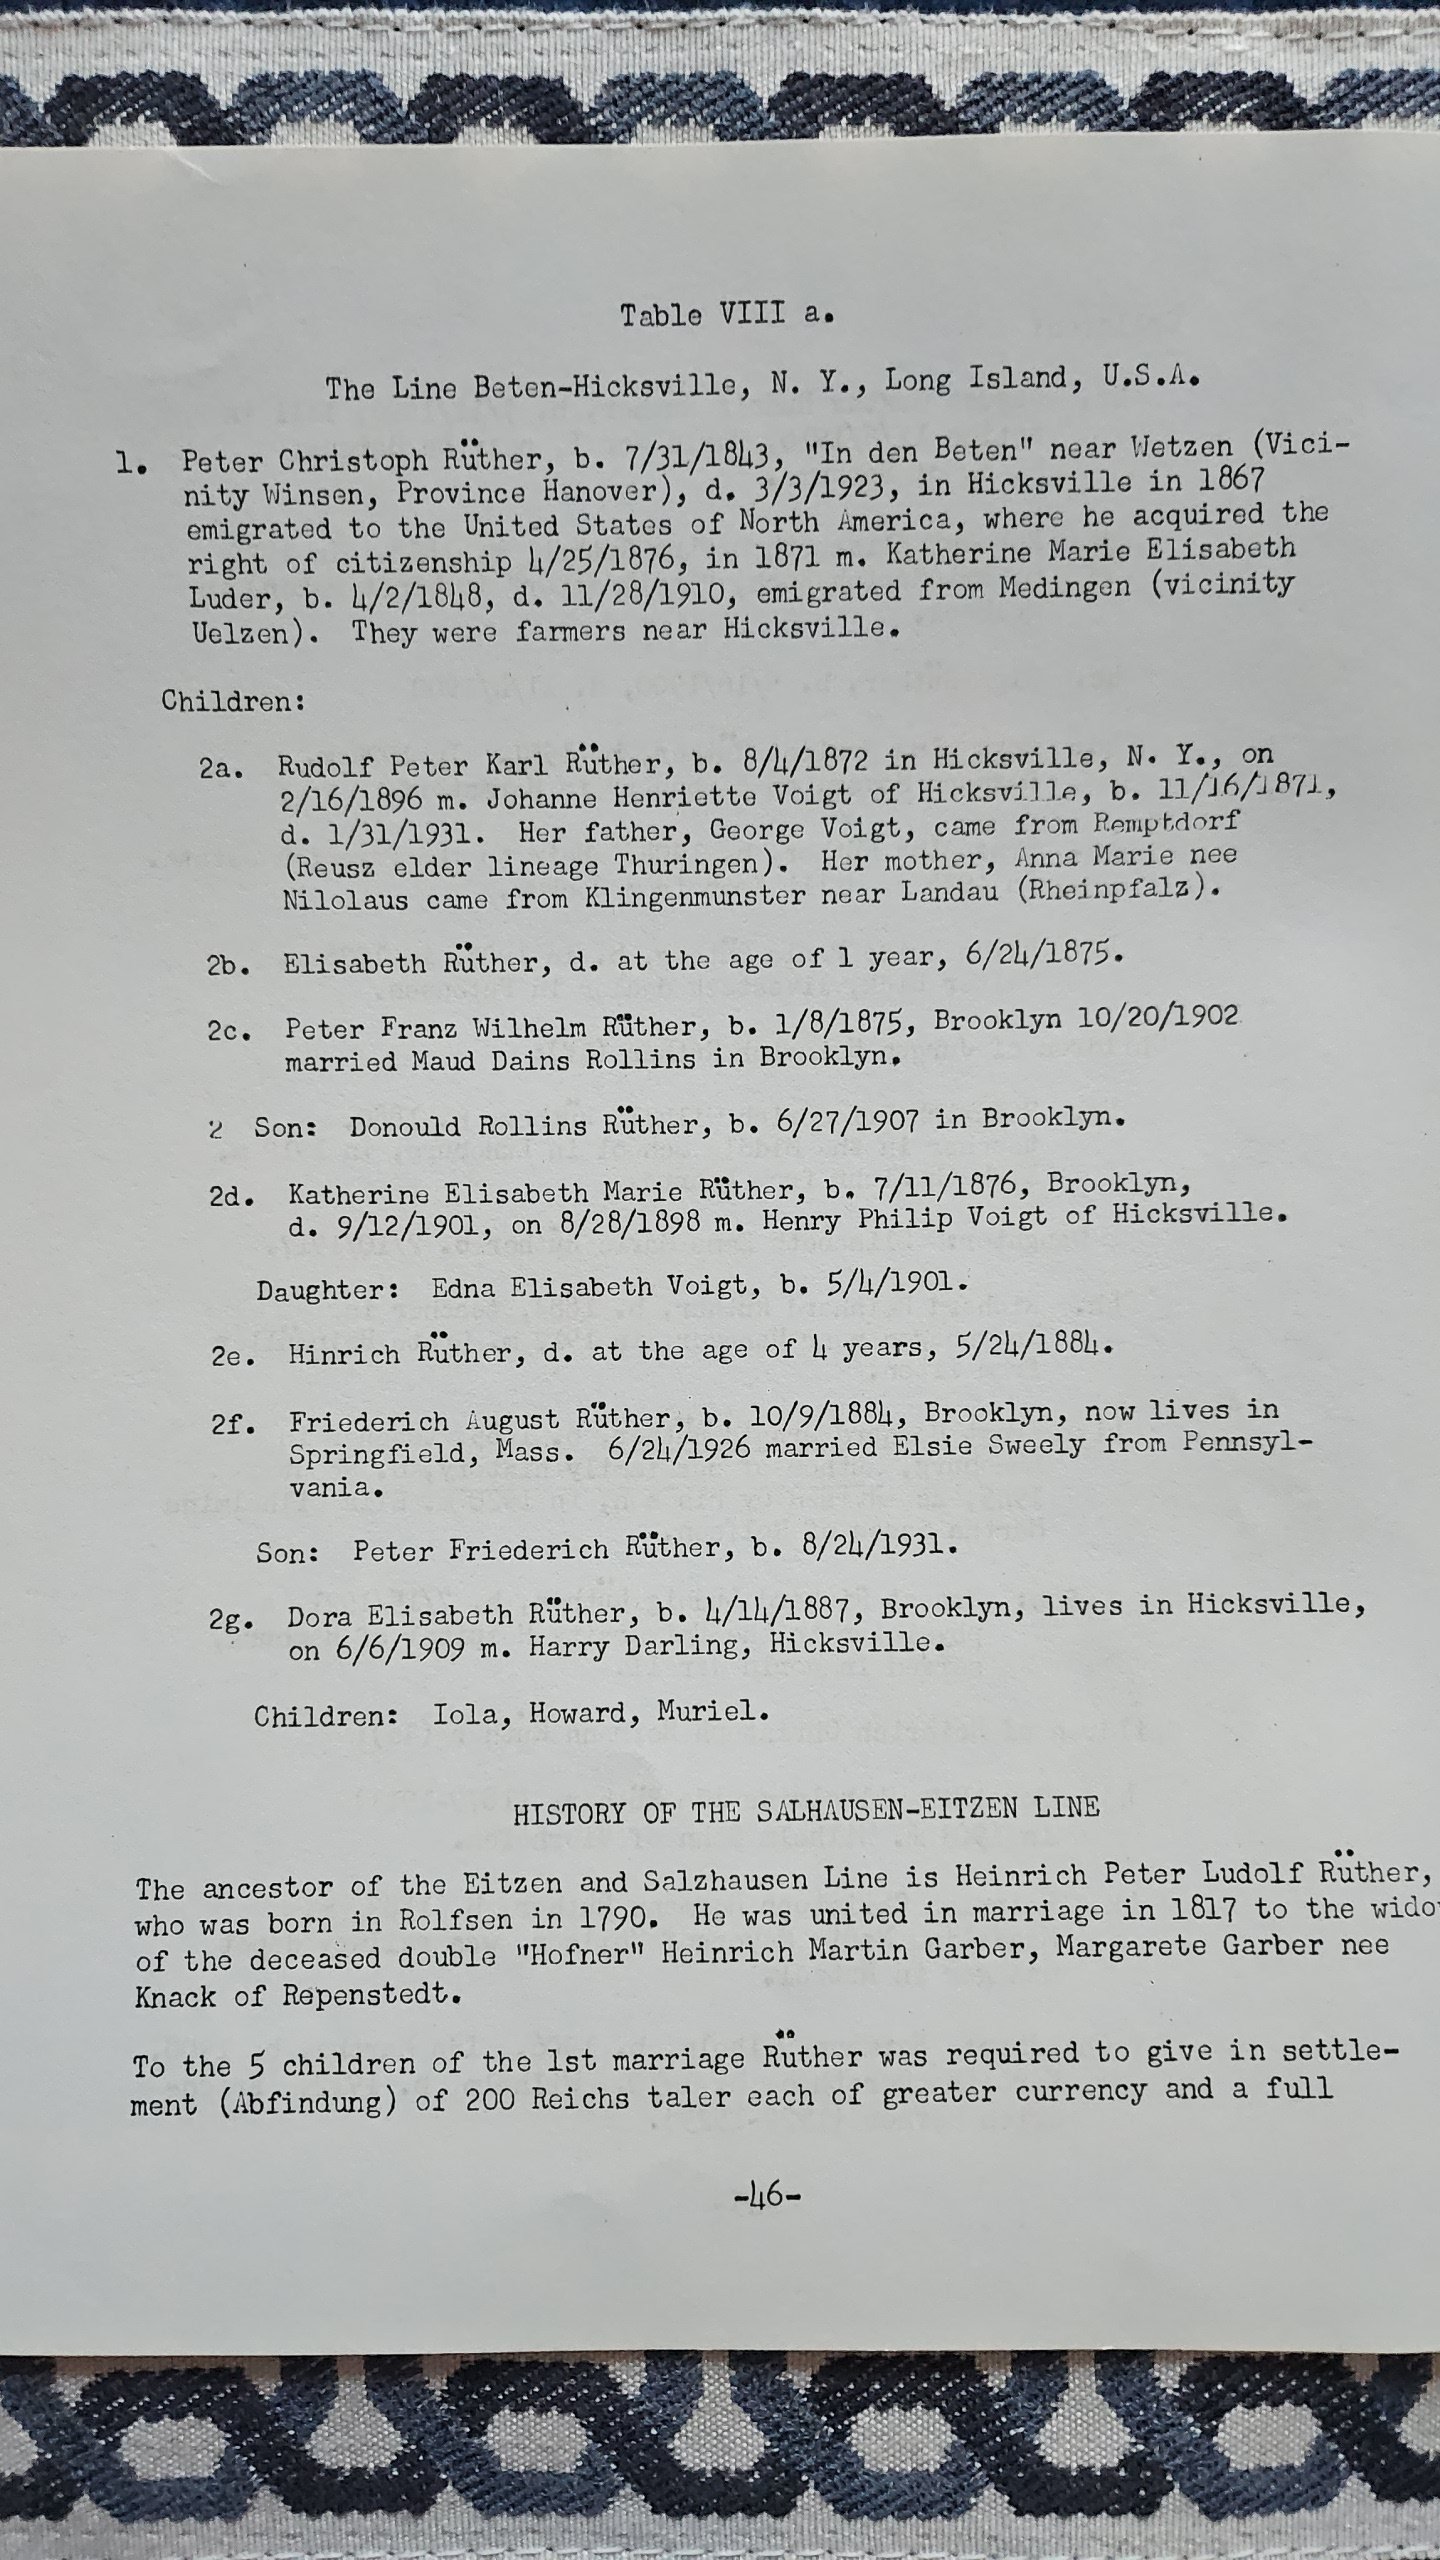 Table VIII a.
The Line Beten-Hicksville, N. Y., Long Island, U.S.A.
1. Peter Christoph Rüther, b. 7/31/1843, "In den Beten" near Wetzen (Vici-
nity Winsen, Province Hanover), d. 3/3/1923, in Hicksville in 1867
emigrated to the United States of North America, where he acquired the
right of citizenship 4/25/1876, in 1871 m. Katherine Marie Elisabeth
Luder, b. 4/2/1848, d. 11/28/1910, emigrated from Medingen (vicinity
Uelzen). They were farmers near Hicksville.
Children:
2a. Rudolf Peter Karl Rüther, b. 8/4/1872 in Hicksville, N. Y., on
2/16/1896 m. Johanne Henriette Voigt of Hicksville, b. 11/16/1871,
d. 1/31/1931. Her father, George Voigt, came from Remptdorf
(Reusz elder lineage Thuringen). Her mother, Anna Marie nee
Nilolaus came from Klingenmunster near Landau (Rheinpfalz).
2b. Elisabeth Rüther, d. at the age of 1 year, 6/24/1875.
2c. Peter Franz Wilhelm Rüther, b. 1/8/1875, Brooklyn 10/20/1902
married Maud Dains Rollins in Brooklyn.
2 Son: Donould Rollins Rüther, b. 6/27/1907 in Brooklyn.
2d. Katherine Elisabeth Marie Rüther, b. 7/11/1876, Brooklyn,
d. 9/12/1901, on 8/28/1898 m. Henry Philip Voigt of Hicksville.
Daughter: Edna Elisabeth Voigt, b. 5/4/1901.
2e. Hinrich Rüther, d. at the age of 4 years, 5/24/1884.
2f. Friederich August Rüther, b. 10/9/1884, Brooklyn, now lives in
Springfield, Mass. 6/24/1926 married Elsie Sweely from Pennsyl-
vania.
Son: Peter Friederich Rüther, b. 8/24/1931.
2g. Dora Elisabeth Rüther, b. 4/14/1887, Brooklyn, lives in Hicksville,
on 6/6/1909 m. Harry Darling, Hicksville.
Children: Iola, Howard, Muriel.
HISTORY OF THE SALHAUSEN-EITZEN LINE
The ancestor of the Eitzen and Salzhausen Line is Heinrich Peter Ludolf Rüther,
who was born in Rolfsen in 1790. He was united in marriage in 1817 to the wido
of the deceased double "Hofner" Heinrich Martin Garber, Margarete Garber nee
Knack of Repenstedt.
To the 5 children of the 1st marriage Rüther was required to give in settle-
ment (Abfindung) of 200 Reichs taler each of greater currency and a full
-46-